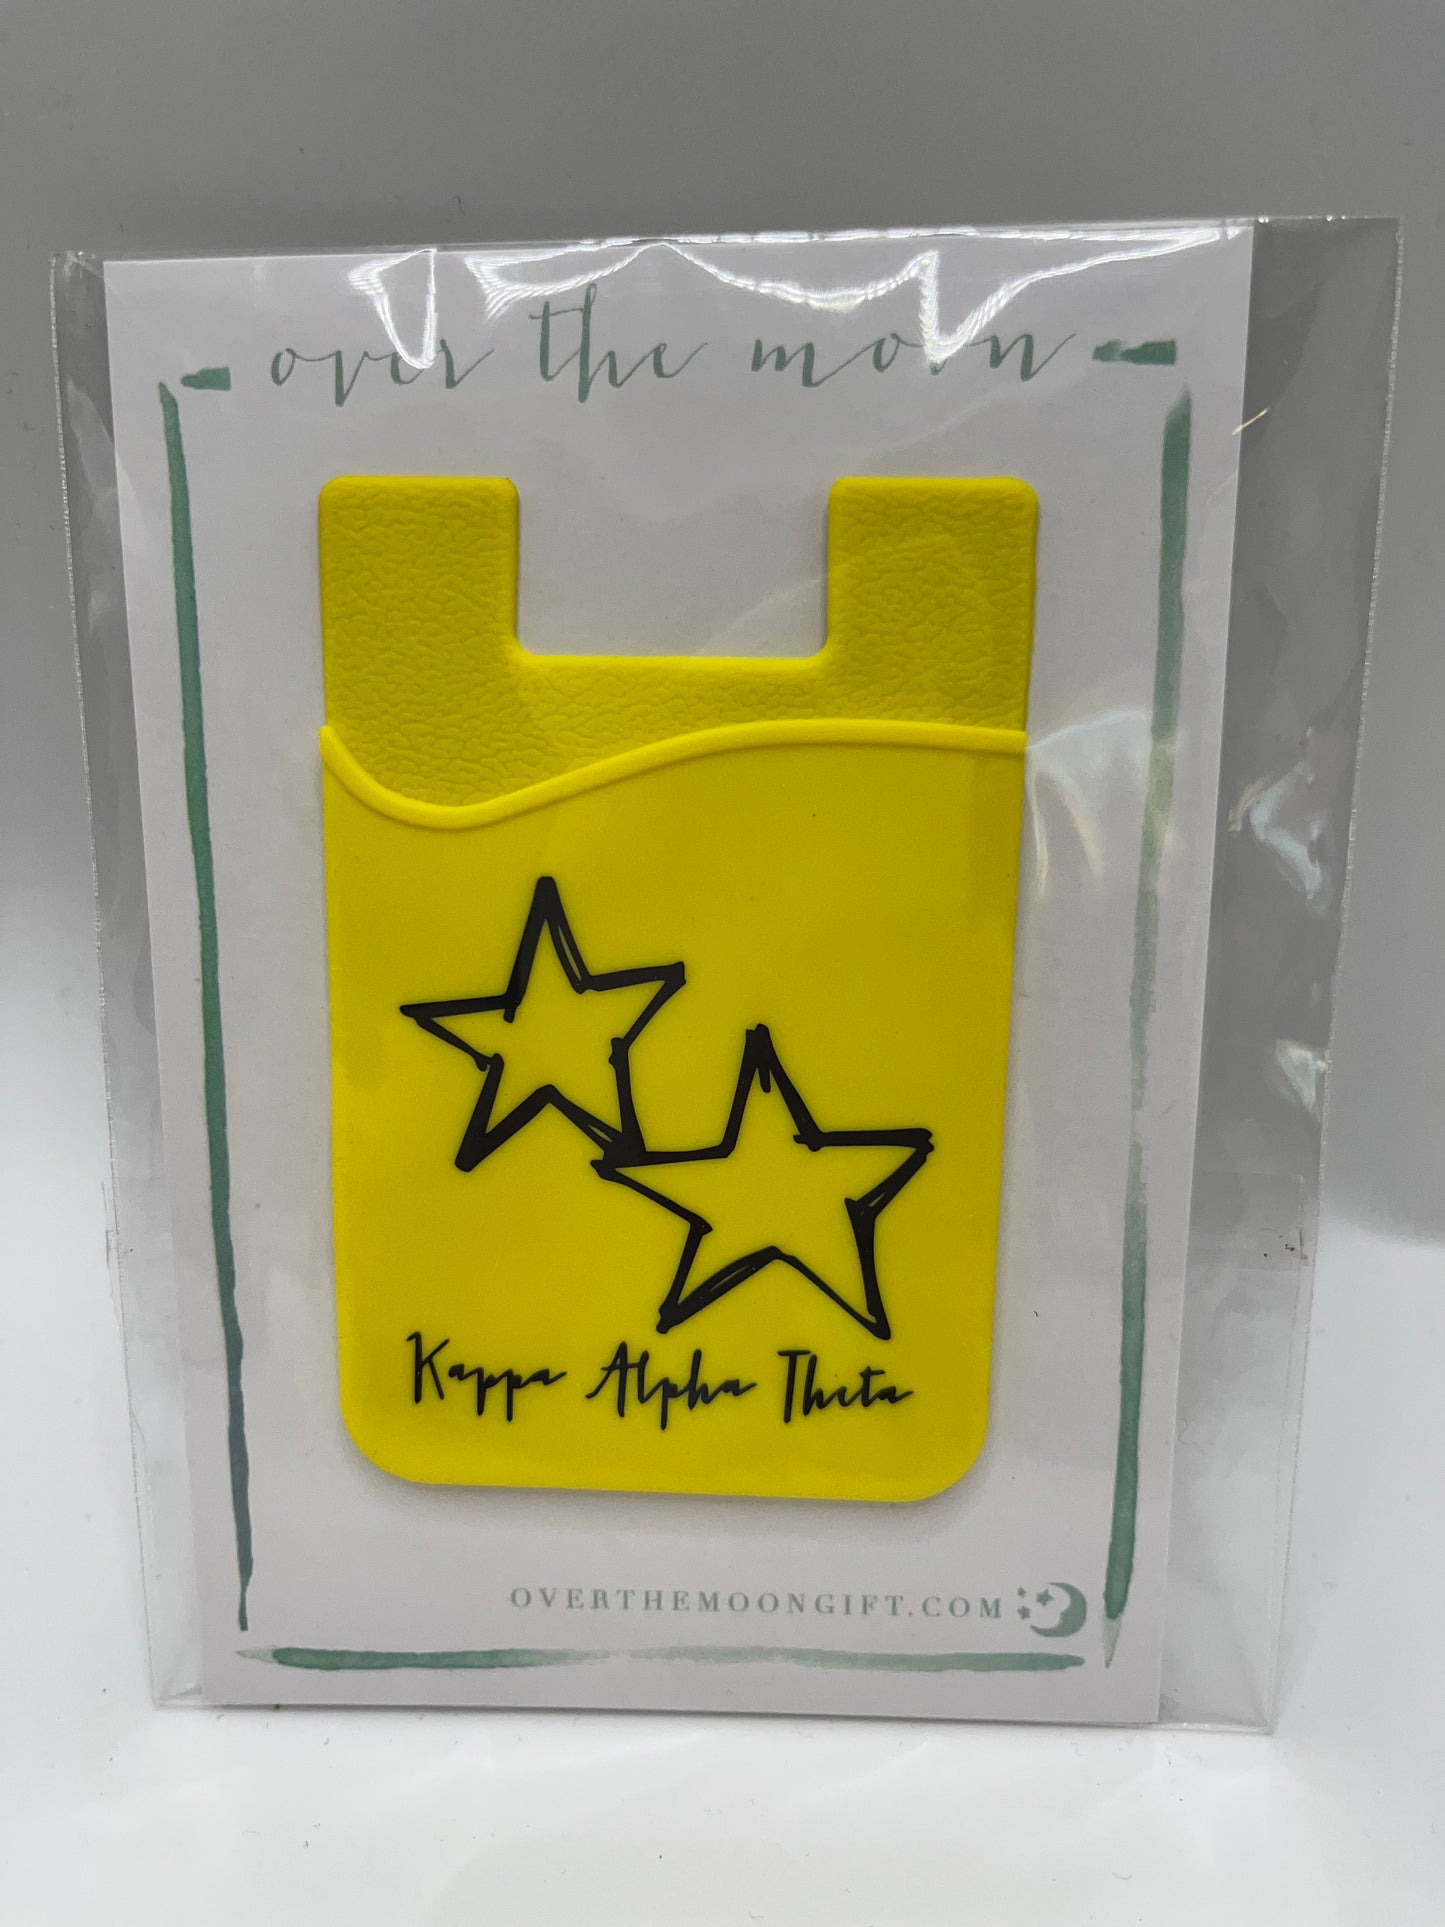 over the moon
Kappa Alpha Theta
OVERTHEMOONGIFT.COM